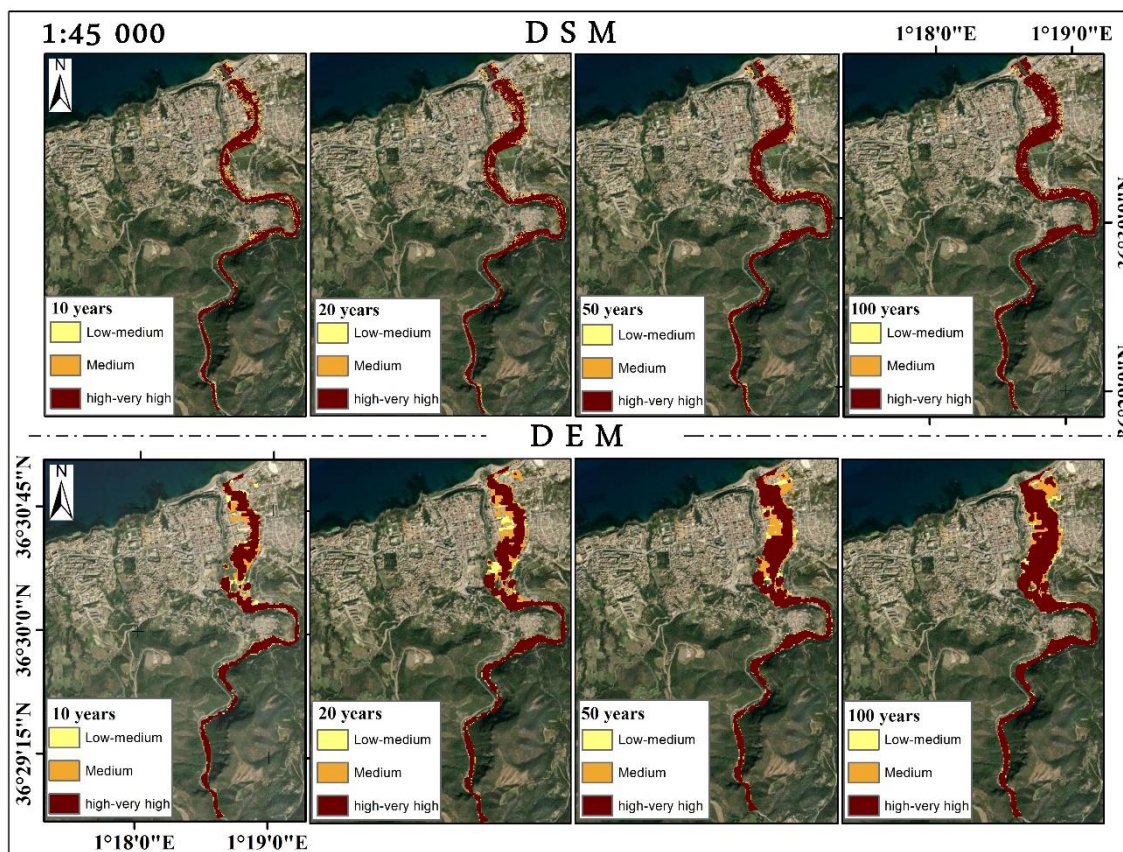 1:45 000
D S M
1°18'0"E
1°19'0"E
N
10 years
Low-medium
Medium
high-very high
20 years
Low-medium
Medium
high-very high
50 years
Low-medium
Medium
high-very high
100 years
Low-medium
Medium
high-very high
D E M
36°30'45"N
36°30'0"N
36°29'15"N
N
10 years
Low-medium
Medium
high-very high
20 years
Low-medium
Medium
high-very high
50 years
Low-medium
Medium
high-very high
100 years
Low-medium
Medium
high-very high
1°18'0"E
1°19'0"E